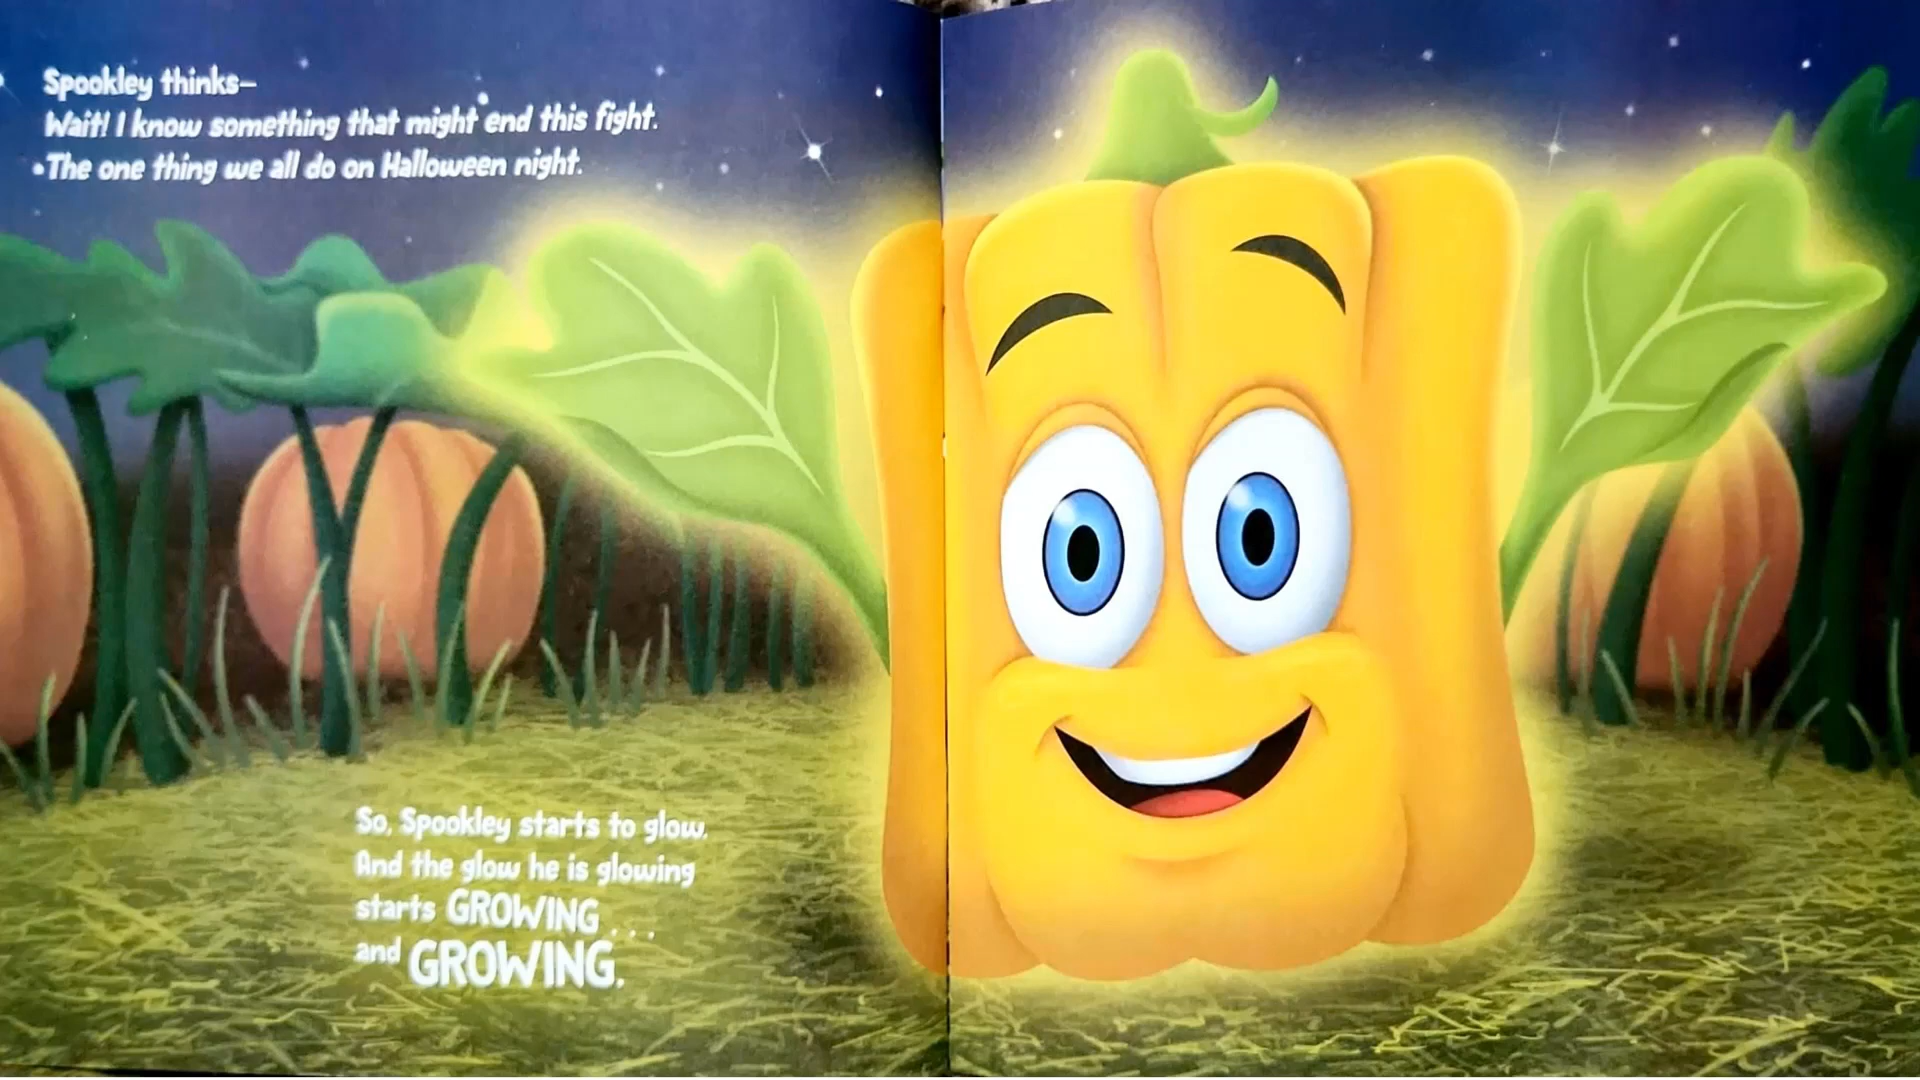 Spookley thinks—
Wait! I know something that might end this fight.
The one thing we all do on Halloween night.
So, Spookley starts to glow.
And the glow he is glowing
starts GROWING . . .
and GROWING.